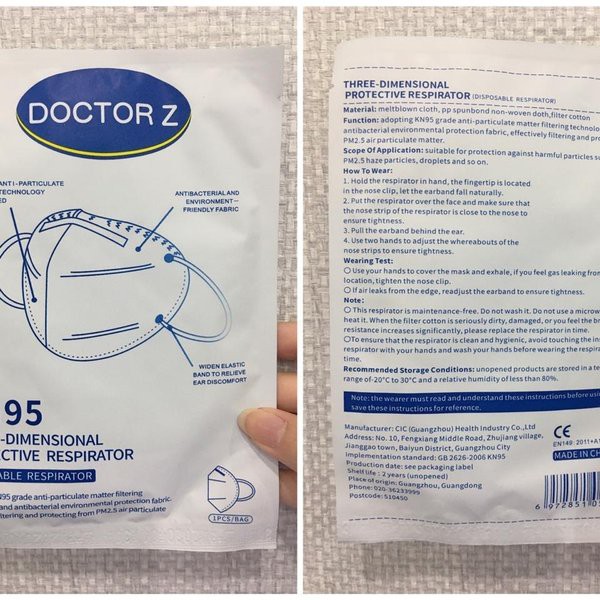 DOCTOR Z
ANTI-PARTICULATE
TECHNOLOGY
ANTIBACTERIAL AND
ENVIRONMENT—
FRIENDLY FABRIC
WIDEN ELASTIC
BAND TO RELIEVE
EAR DISCOMFORT
95
-DIMENSIONAL
CTIVE RESPIRATOR
ABLE RESPIRATOR
N95 grade anti-particulate matter filtering
and antibacterial environmental protection fabric.
filtering and protecting from PM2.5 air particulate
1PCS/BAG
THREE-DIMENSIONAL
PROTECTIVE RESPIRATOR (DISPOSABLE RESPIRATOR)
Material: meltblown cloth, pp spunbond non-woven cloth,filter cotton
Function: adopting KN95 grade anti-particulate matter filtering technolo
antibacterial environmental protection fabric, effectively filtering and pro
PM2.5 air particulate matter.
Scope Of Application: suitable for protection against harmful particles su
PM2.5 haze particles, droplets and so on.
How To Wear:
1. Hold the respirator in hand, the fingertip is located
in the nose clip, let the earband fall naturally.
2. Put the respirator over the face and make sure that
the nose strip of the respirator is close to the nose to
ensure tightness.
3. Pull the earband behind the ear.
4. Use two hands to adjust the whereabouts of the
nose strips to ensure tightness.
Wearing Test:
○ Use your hands to cover the mask and exhale, if you feel gas leaking from
location, tighten the nose clip.
○ If air leaks from the edge, readjust the earband to ensure tightness.
Note:
○ This respirator is maintenance-free. Do not wash it. Do not use a microw
heat it. When the filter cotton is seriously dirty, damaged, or you feel the br
resistance increases significantly, please replace the respirator in time.
○To ensure that the respirator is clean and hygienic, avoid touching the ins
respirator with your hands and wash your hands before wearing the respira
time.
Recommended Storage Conditions: unopened products are stored in a te
range of-20°C to 30°C and a relative humidity of less than 80%.
Note: the wearer must read and understand these instructions before usi
save these instructions for reference.
Manufacturer: CIC (Guangzhou) Health Industry Co.,Ltd
Address: No. 10, Fengxiang Middle Road, Zhujiang village,
Jianggao town, Baiyun District, Guangzhou City
Implementation standard: GB 2626-2006 KN95
Production date: see packaging label
Shelf life : 2 years (unopened)
Place of origin: Guangzhou, Guangdong
Phone: 020-36233999
Postcode: 510450
CE
EN149: 2011+A1
MADE IN CH
6 972851 0